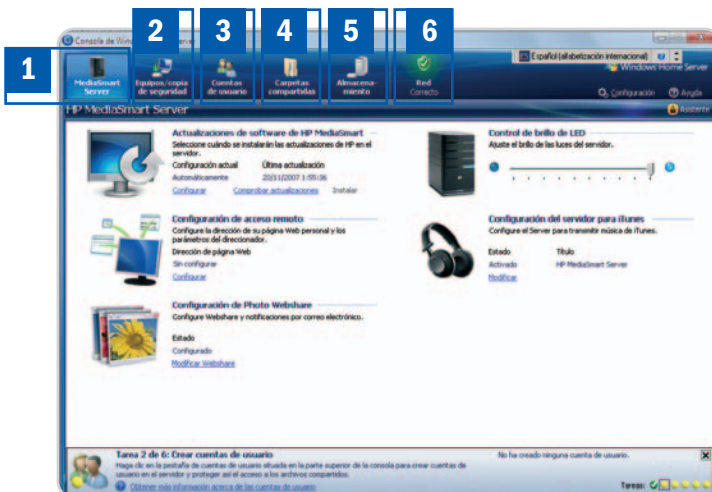 1
2
3
4
5
6
Consola de Win
Español (alfabetización internacional)
Windows Home Server
MediaSmart
Server
Equipos/copia
de seguridad
Cuentas
de usuario
Carpetas
compartidas
Almacena-
miento
Red
Correcto
Configuración
Ayuda
HP MediaSmart Server
Asistente
Actualizaciones de software de HP MediaSmart
Seleccione cuándo se instalarán las actualizaciones de HP en el
servidor.
Configuración actual Última actualización
Automáticamente 20/11/2007 1:55:36
Configurar Comprobar actualizaciones Instalar
Control de brillo de LED
Ajuste el brillo de las luces del servidor.
Configuración de acceso remoto
Configure la dirección de su página Web personal y los
parámetros del direccionador.
Dirección de página Web
Sin configurar
Configurar
Configuración del servidor para iTunes
Configure el Server para transmitir música de iTunes.
Estado Título
Activado HP MediaSmart Server
Modificar
Configuración de Photo Webshare
Configure Webshare y notificaciones por correo electrónico.
Estado
Configurado
Modificar Webshare
Tarea 2 de 6: Crear cuentas de usuario
Haga clic en la pestaña de cuentas de usuario situada en la parte superior de la consola para crear cuentas de
usuario en el servidor y proteger así el acceso a los archivos compartidos.
Obtener más información acerca de las cuentas de usuario
No ha creado ninguna cuenta de usuario.
Tareas: